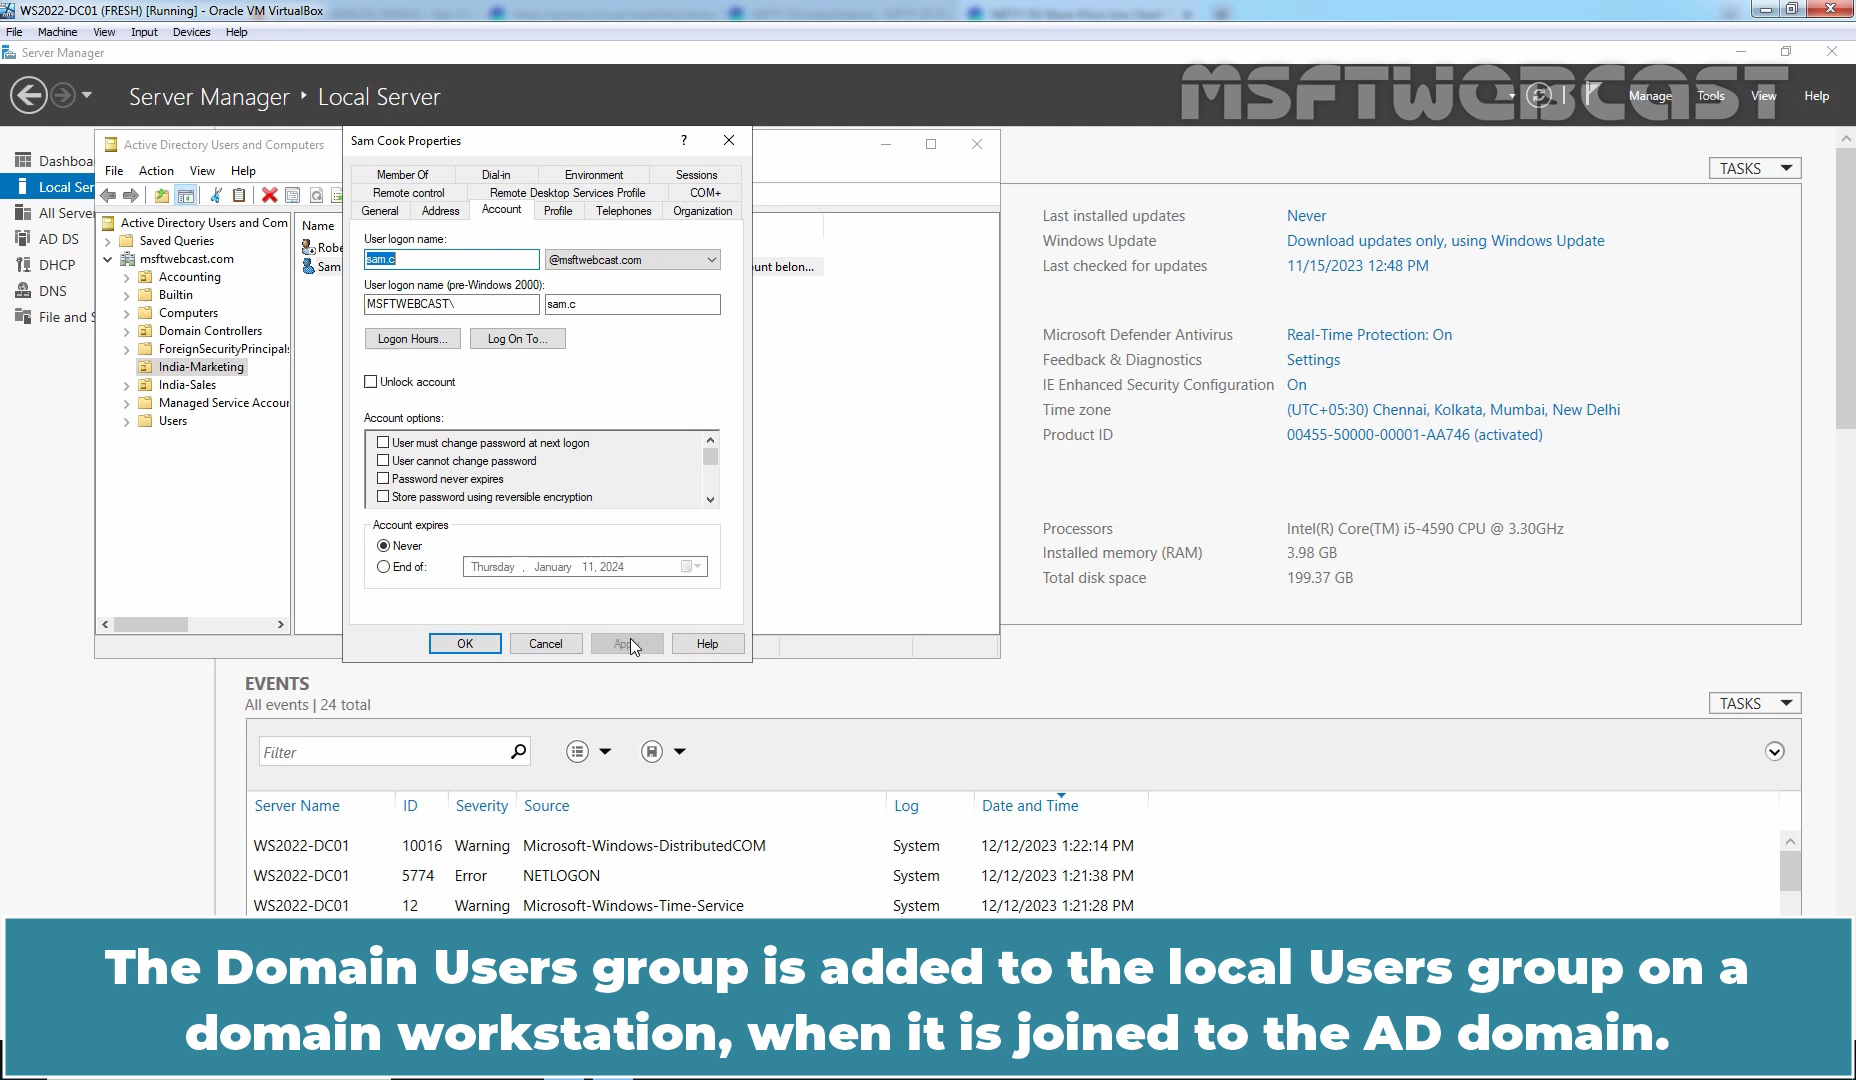 WS2022-DC01 (FRESH) [Running] - Oracle VM VirtualBox
File Machine View Input Devices Help
Server Manager
Server Manager ‣ Local Server
MSFTWEBCAST
Manage Tools View Help
Dashboa
Local Ser
All Server
AD DS
DHCP
DNS
File and S
Active Directory Users and Computers
File Action View Help
Active Directory Users and Com
Saved Queries
msftwebcast.com
Accounting
Builtin
Computers
Domain Controllers
ForeignSecurityPrincipals
India-Marketing
India-Sales
Managed Service Accour
Users
Name
Robe
Sam
ount belon...
Sam Cook Properties
?
Member Of Dial-in Environment Sessions
Remote control Remote Desktop Services Profile COM+
General Address Account Profile Telephones Organization
User logon name:
sam.c @msftwebcast.com
User logon name (pre-Windows 2000):
MSFTWEBCAST\ sam.c
Logon Hours... Log On To...
Unlock account
Account options:
User must change password at next logon
User cannot change password
Password never expires
Store password using reversible encryption
Account expires
Never
End of: Thursday , January 11, 2024
OK Cancel App Help
TASKS
Last installed updates Never
Windows Update Download updates only, using Windows Update
Last checked for updates 11/15/2023 12:48 PM
Microsoft Defender Antivirus Real-Time Protection: On
Feedback & Diagnostics Settings
IE Enhanced Security Configuration On
Time zone (UTC+05:30) Chennai, Kolkata, Mumbai, New Delhi
Product ID 00455-50000-00001-AA746 (activated)
Processors Intel(R) Core(TM) i5-4590 CPU @ 3.30GHz
Installed memory (RAM) 3.98 GB
Total disk space 199.37 GB
EVENTS
All events | 24 total
TASKS
Filter
Server Name ID Severity Source Log Date and Time
WS2022-DC01 10016 Warning Microsoft-Windows-DistributedCOM System 12/12/2023 1:22:14 PM
WS2022-DC01 5774 Error NETLOGON System 12/12/2023 1:21:38 PM
WS2022-DC01 12 Warning Microsoft-Windows-Time-Service System 12/12/2023 1:21:28 PM
The Domain Users group is added to the local Users group on a
domain workstation, when it is joined to the AD domain.